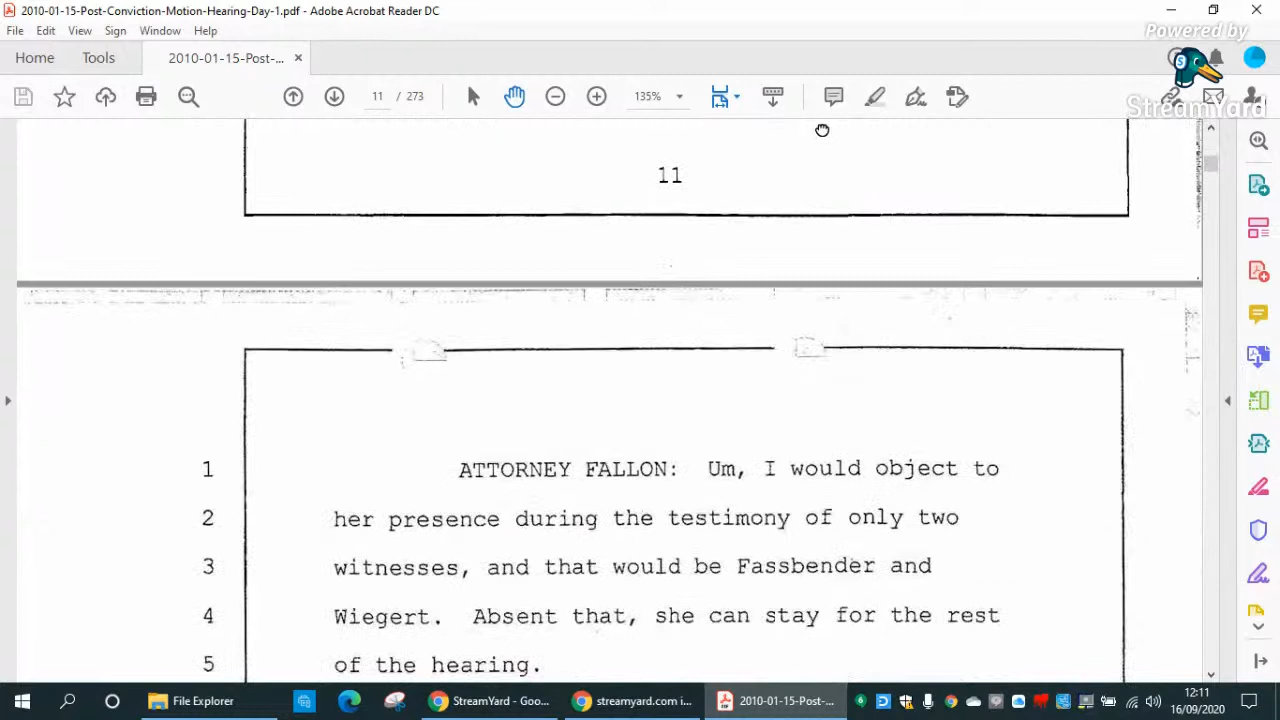 2010-01-15-Post-Conviction-Motion-Hearing-Day-1.pdf - Adobe Acrobat Reader DC
File Edit View Sign Window Help
Powered by
Home Tools 2010-01-15-Post-... ×
S
StreamYard
11 / 273 135%
11
1 ATTORNEY FALLON: Um, I would object to
2 her presence during the testimony of only two
3 witnesses, and that would be Fassbender and
4 Wiegert. Absent that, she can stay for the rest
5 of the hearing.
File Explorer StreamYard - Goo... streamyard.com i... 2010-01-15-Post-... 12:11
16/09/2020